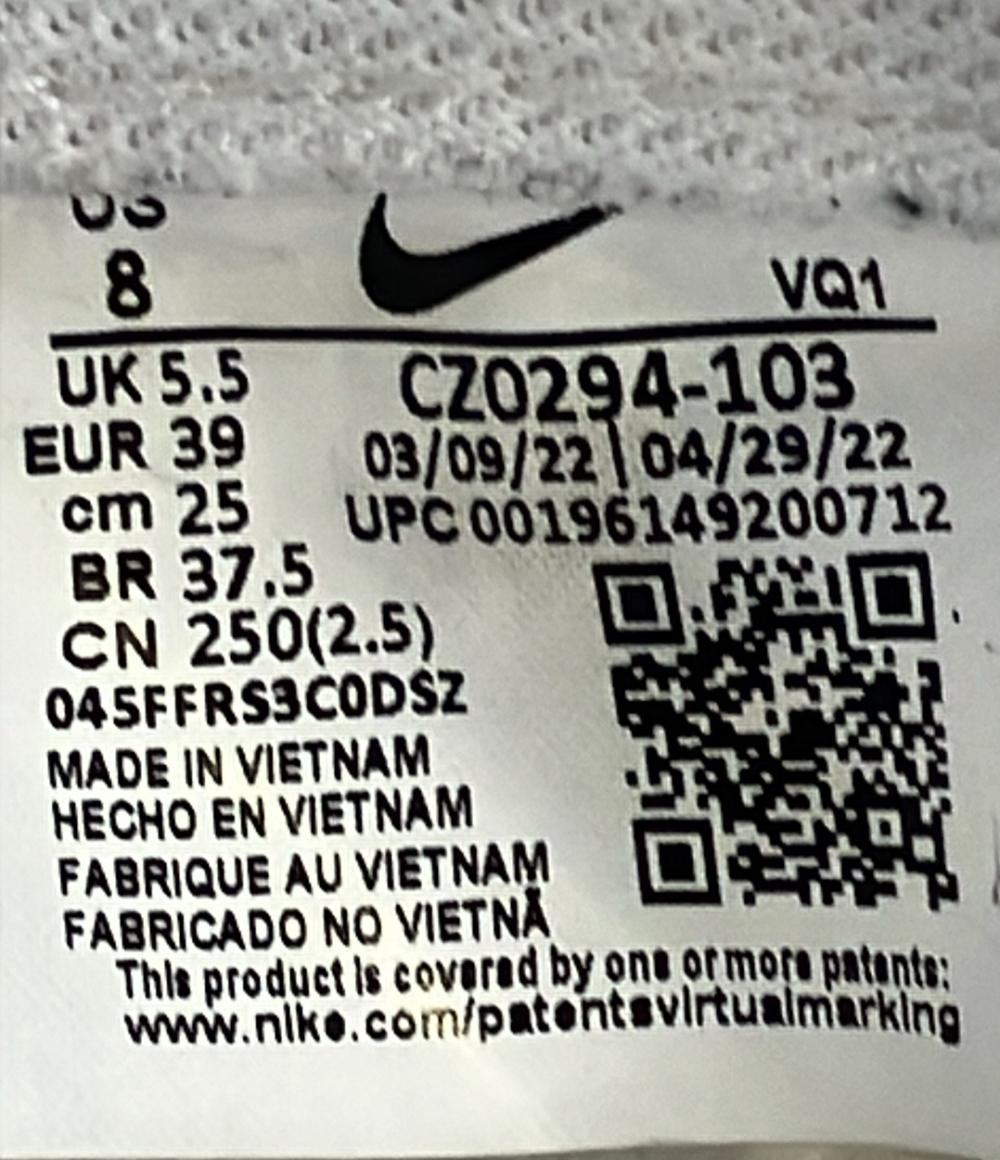 US
8
VQ1
UK 5.5
CZ0294-103
EUR 39
03/09/22 | 04/29/22
cm 25
UPC 00196149200712
BR 37.5
CN 250(2.5)
045FFRS3C0DSZ
MADE IN VIETNAM
HECHO EN VIETNAM
FABRIQUE AU VIETNAM
FABRICADO NO VIETNÃ
This product is covered by one or more patents:
www.nike.com/patentsvirtualmarking